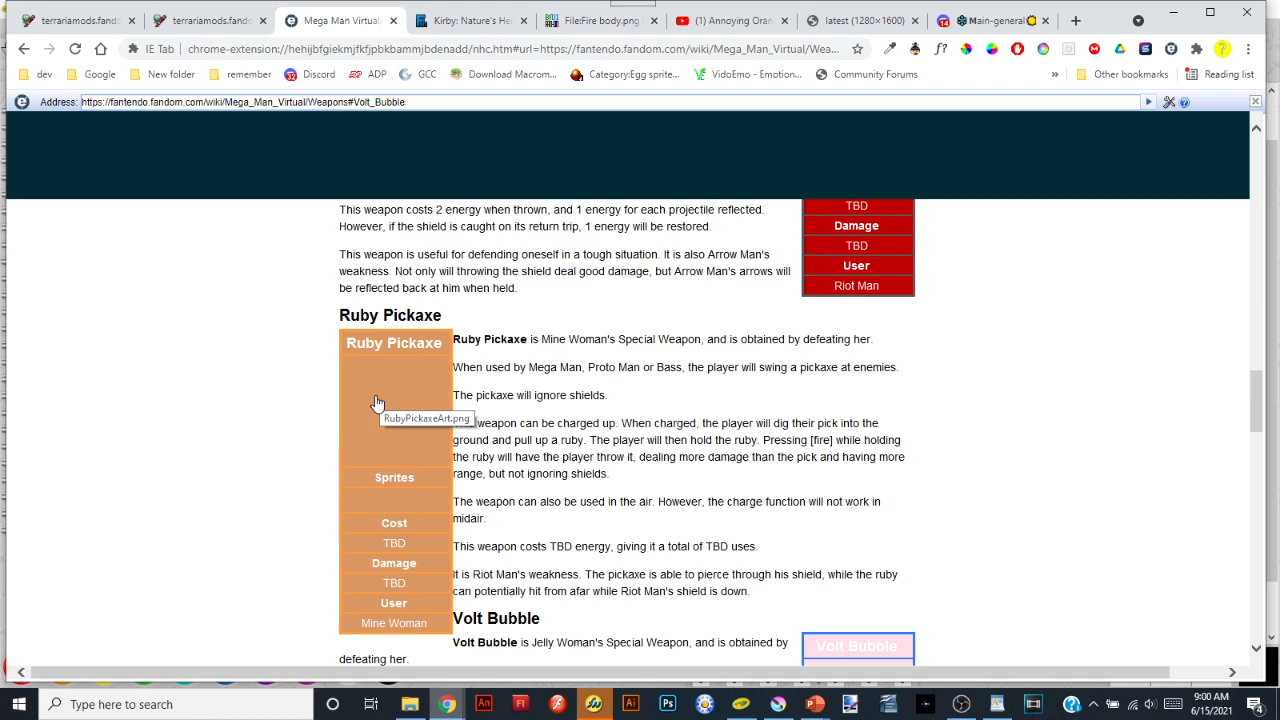 terrariamods.fand
terrariamods.fand
Mega Man Virtual
Kirby: Nature's He
FileFire body.png
(1) Annoying Oran
latest (1280×1600)
14
Main-general
IE Tab
chrome-extension://hehijbfgiekmjfkfjpbkbammjbdenadd/nhc.htm#url=https://fantendo.fandom.com/wiki/Mega_Man_Virtual/Wea...
dev
Google
New folder
remember
Discord
ADP
GCC
Download Macrom...
Category:Egg sprite...
VidoEmo - Emotion...
Community Forums
»
Other bookmarks
Reading list
Address:
https://fantendo.fandom.com/wiki/Mega_Man_Virtual/Weapons#Volt_Bubble
This weapon costs 2 energy when thrown, and 1 energy for each projectile reflected.
However, if the shield is caught on its return trip, 1 energy will be restored.
This weapon is useful for defending oneself in a tough situation. It is also Arrow Man's
weakness. Not only will throwing the shield deal good damage, but Arrow Man's arrows will
be reflected back at him when held.
TBD
Damage
TBD
User
Riot Man
Ruby Pickaxe
Ruby Pickaxe
RubyPickaxeArt.png
Sprites
Cost
TBD
Damage
TBD
User
Mine Woman
Ruby Pickaxe is Mine Woman's Special Weapon, and is obtained by defeating her.
When used by Mega Man, Proto Man or Bass, the player will swing a pickaxe at enemies.
The pickaxe will ignore shields.
weapon can be charged up. When charged, the player will dig their pick into the
ground and pull up a ruby. The player will then hold the ruby. Pressing [fire] while holding
the ruby will have the player throw it, dealing more damage than the pick and having more
range, but not ignoring shields.
The weapon can also be used in the air. However, the charge function will not work in
midair.
This weapon costs TBD energy, giving it a total of TBD uses.
It is Riot Man's weakness. The pickaxe is able to pierce through his shield, while the ruby
can potentially hit from afar while Riot Man's shield is down.
Volt Bubble
Volt Bubble is Jelly Woman's Special Weapon, and is obtained by
defeating her.
Volt Bubble
Type here to search
9:00 AM
6/15/2021